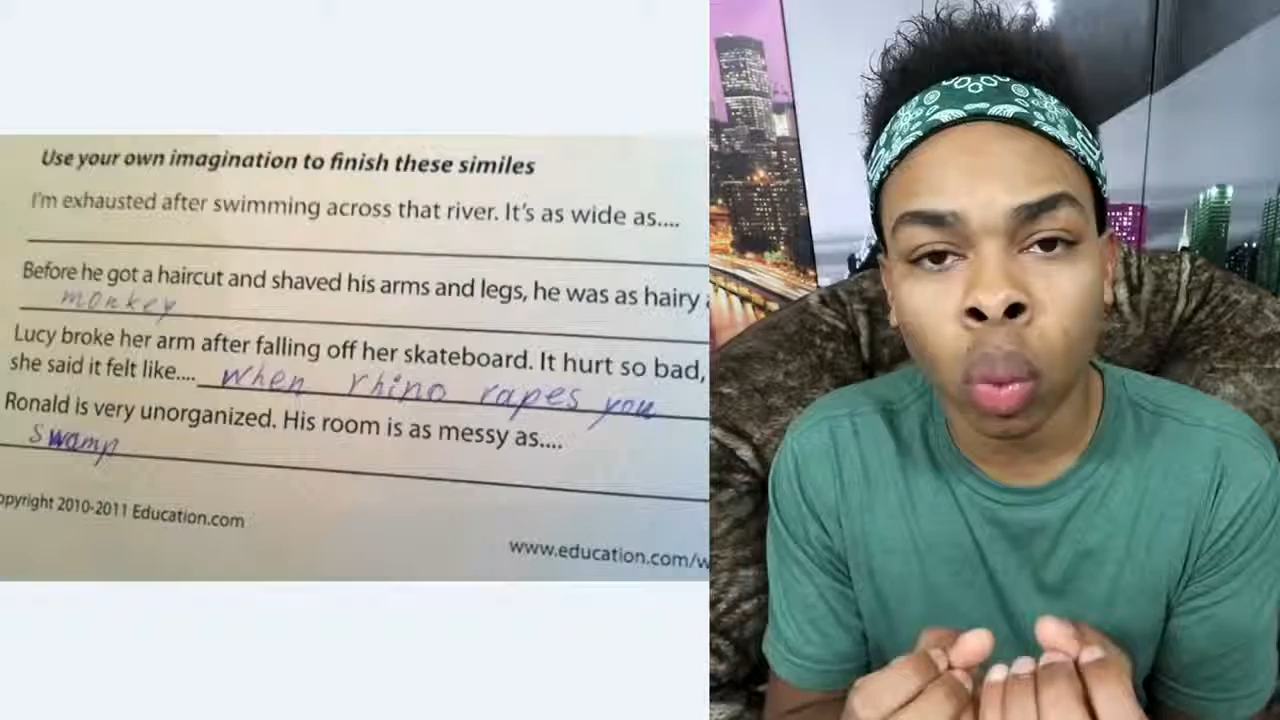 Use your own imagination to finish these similes
I'm exhausted after swimming across that river. It's as wide as....
Before he got a haircut and shaved his arms and legs, he was as hairy
monkey
Lucy broke her arm after falling off her skateboard. It hurt so bad,
she said it felt like.... when rhino rapes you
Ronald is very unorganized. His room is as messy as....
swamp
opyright 2010-2011 Education.com
www.education.com/w